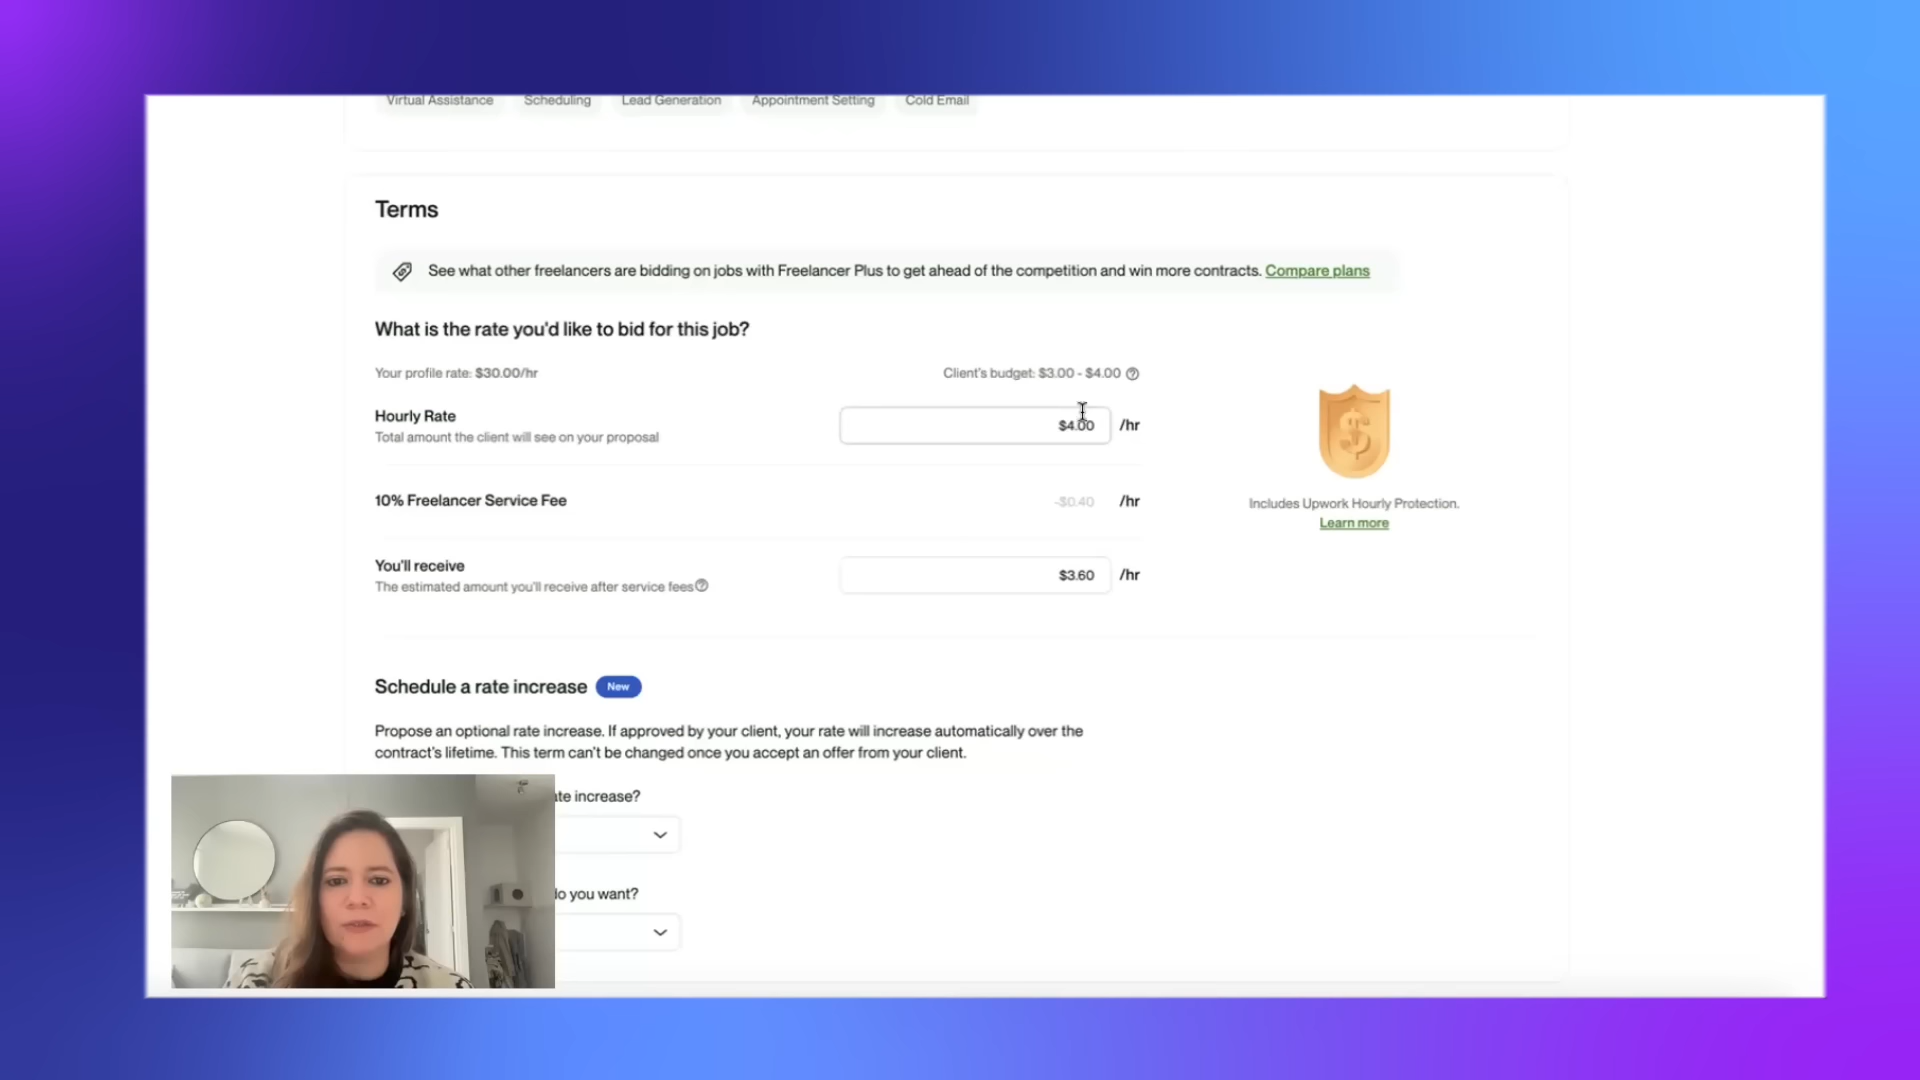 Virtual Assistance Scheduling Lead Generation Appointment Setting Cold Email
Terms
See what other freelancers are bidding on jobs with Freelancer Plus to get ahead of the competition and win more contracts. Compare plans
What is the rate you'd like to bid for this job?
Your profile rate: $30.00/hr Client's budget: $3.00 - $4.00
Hourly Rate
Total amount the client will see on your proposal
$4.00 /hr
10% Freelancer Service Fee -$0.40 /hr
Includes Upwork Hourly Protection.
Learn more
You'll receive
The estimated amount you'll receive after service fees
$3.60 /hr
Schedule a rate increase New
Propose an optional rate increase. If approved by your client, your rate will increase automatically over the
contract's lifetime. This term can't be changed once you accept an offer from your client.
increase?
you want?